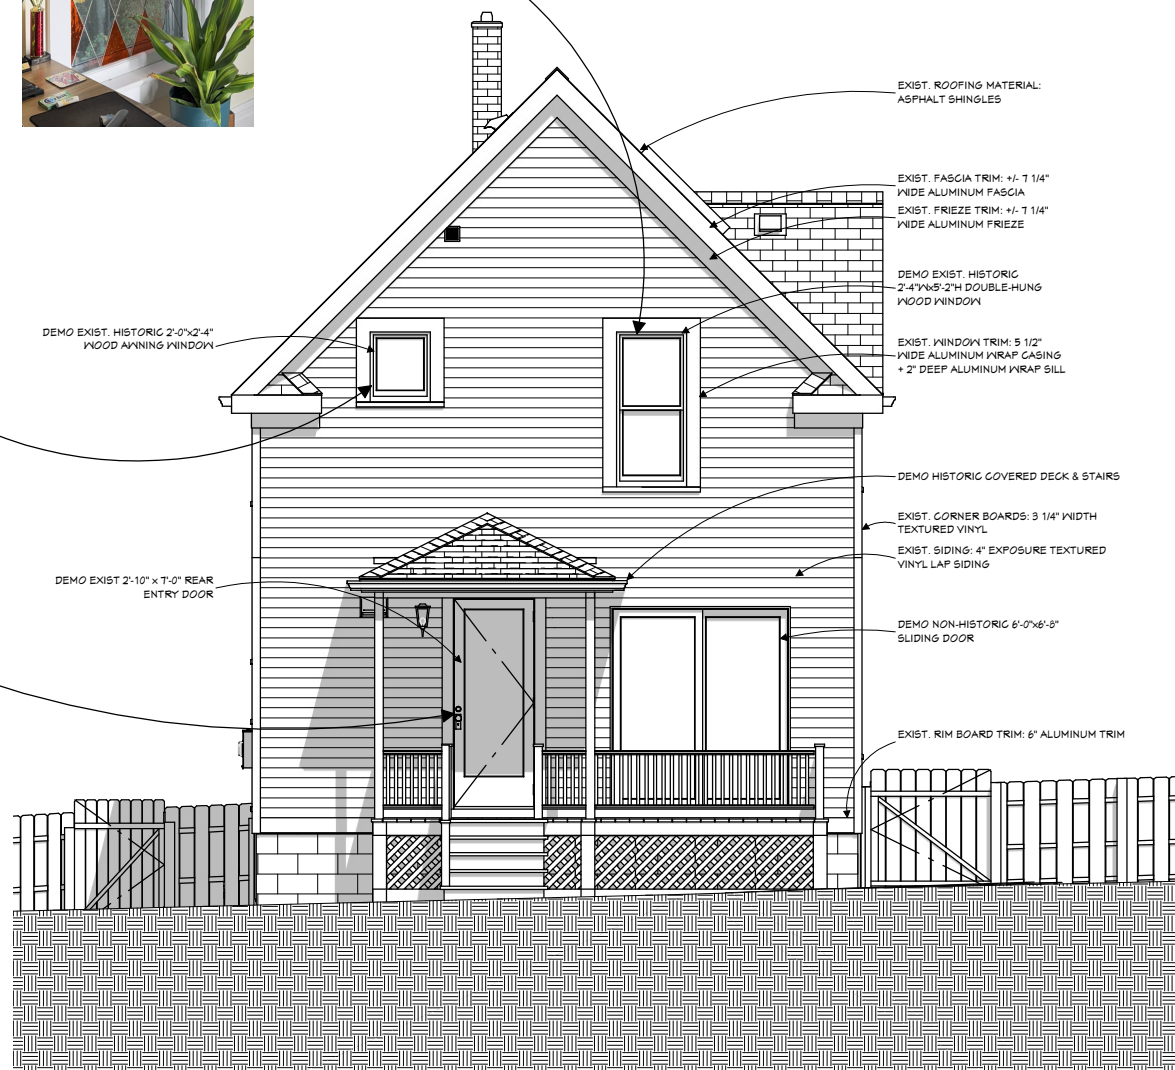 EXIST. ROOFING MATERIAL:
ASPHALT SHINGLES
EXIST. FASCIA TRIM: +/- 7 1/4"
WIDE ALUMINUM FASCIA
EXIST. FRIEZE TRIM: +/- 7 1/4"
WIDE ALUMINUM FRIEZE
DEMO EXIST. HISTORIC
2'-4"Wx5'-2"H DOUBLE-HUNG
WOOD WINDOW
DEMO EXIST. HISTORIC 2'-0"x2'-4"
WOOD AWNING WINDOW
EXIST. WINDOW TRIM: 5 1/2"
WIDE ALUMINUM WRAP CASING
+ 2" DEEP ALUMINUM WRAP SILL
DEMO HISTORIC COVERED DECK & STAIRS
EXIST. CORNER BOARDS: 3 1/4" WIDTH
TEXTURED VINYL
EXIST. SIDING: 4" EXPOSURE TEXTURED
VINYL LAP SIDING
DEMO EXIST 2'-10" x 7'-0" REAR
ENTRY DOOR
DEMO NON-HISTORIC 6'-0"x6'-8"
SLIDING DOOR
EXIST. RIM BOARD TRIM: 6" ALUMINUM TRIM